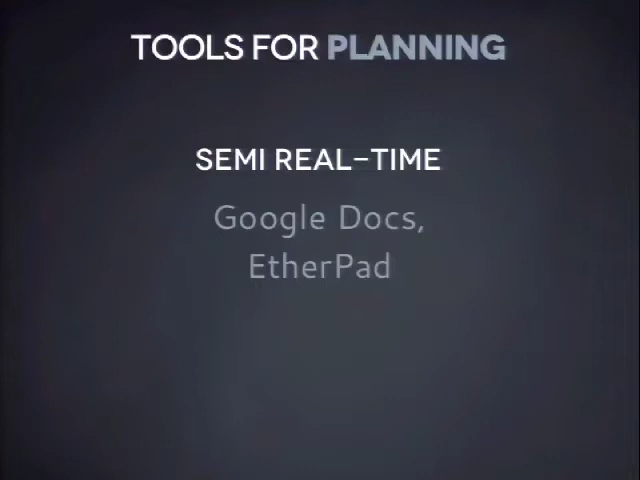 TOOLS FOR PLANNING
SEMI REAL-TIME
Google Docs,
EtherPad